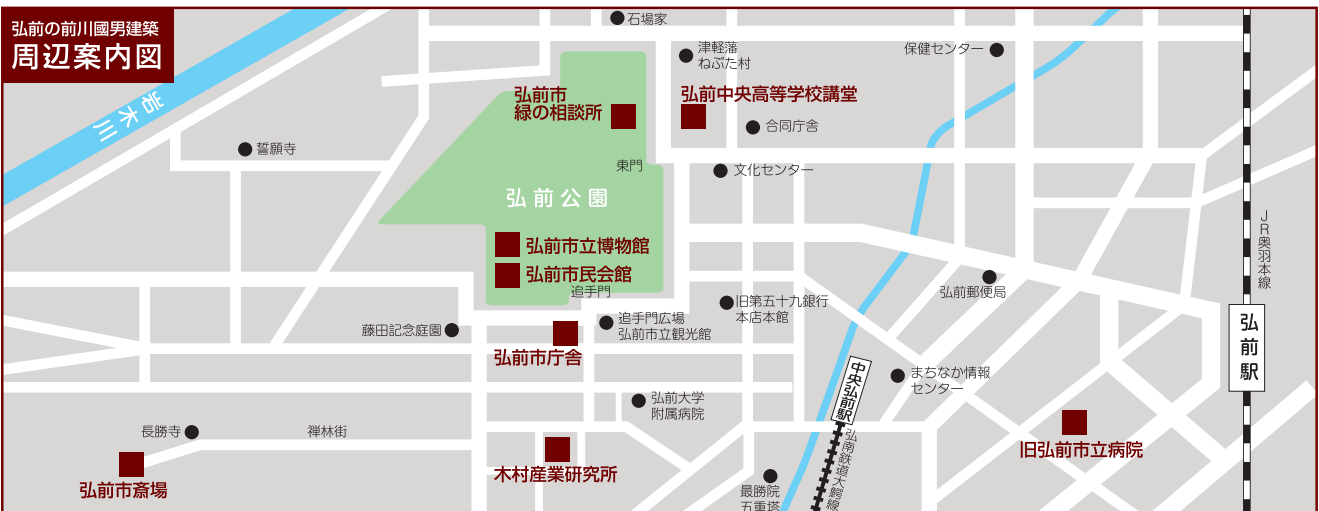 弘前の前川國男建築
周辺案内図
石場家
津軽藩
ねぷた村
保健センター
岩木川
弘前市
緑の相談所
弘前中央高等学校講堂
合同庁舎
誓願寺
東門
文化センター
弘前公園
JR奥羽本線
弘前市立博物館
弘前市民会館
追手門
弘前郵便局
旧第五十九銀行
本店本館
藤田記念庭園
追手門広場
弘前市立観光館
弘前駅
弘前市庁舎
中央弘前駅
まちなか情報
センター
弘前大学
附属病院
長勝寺
禅林街
弘南鉄道大鰐線
旧弘前市立病院
木村産業研究所
弘前市斎場
最勝院
五重塔